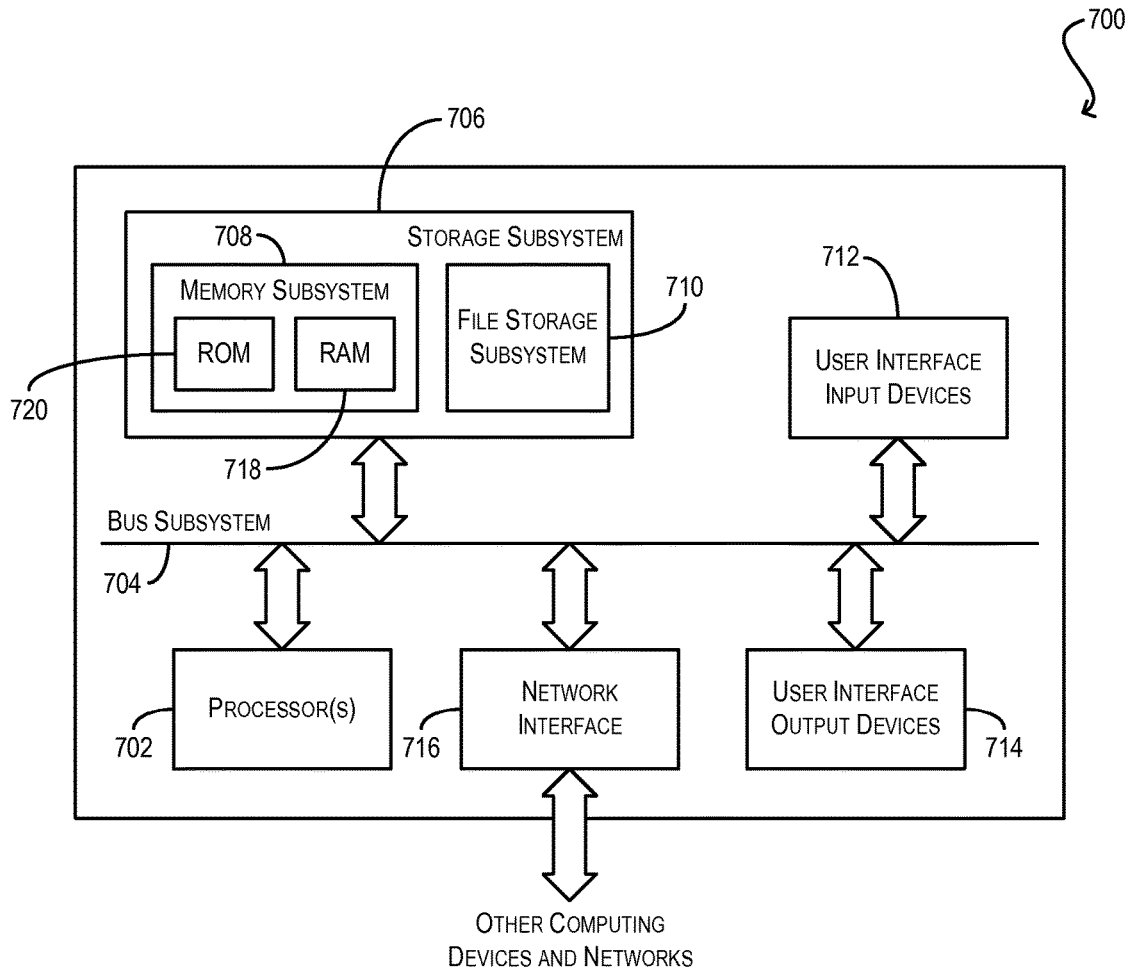 700
706
708
STORAGE SUBSYSTEM
712
MEMORY SUBSYSTEM
710
FILE STORAGE
SUBSYSTEM
ROM
RAM
USER INTERFACE
INPUT DEVICES
720
718
BUS SUBSYSTEM
704
PROCESSOR(S)
NETWORK
INTERFACE
USER INTERFACE
OUTPUT DEVICES
702
716
714
OTHER COMPUTING
DEVICES AND NETWORKS